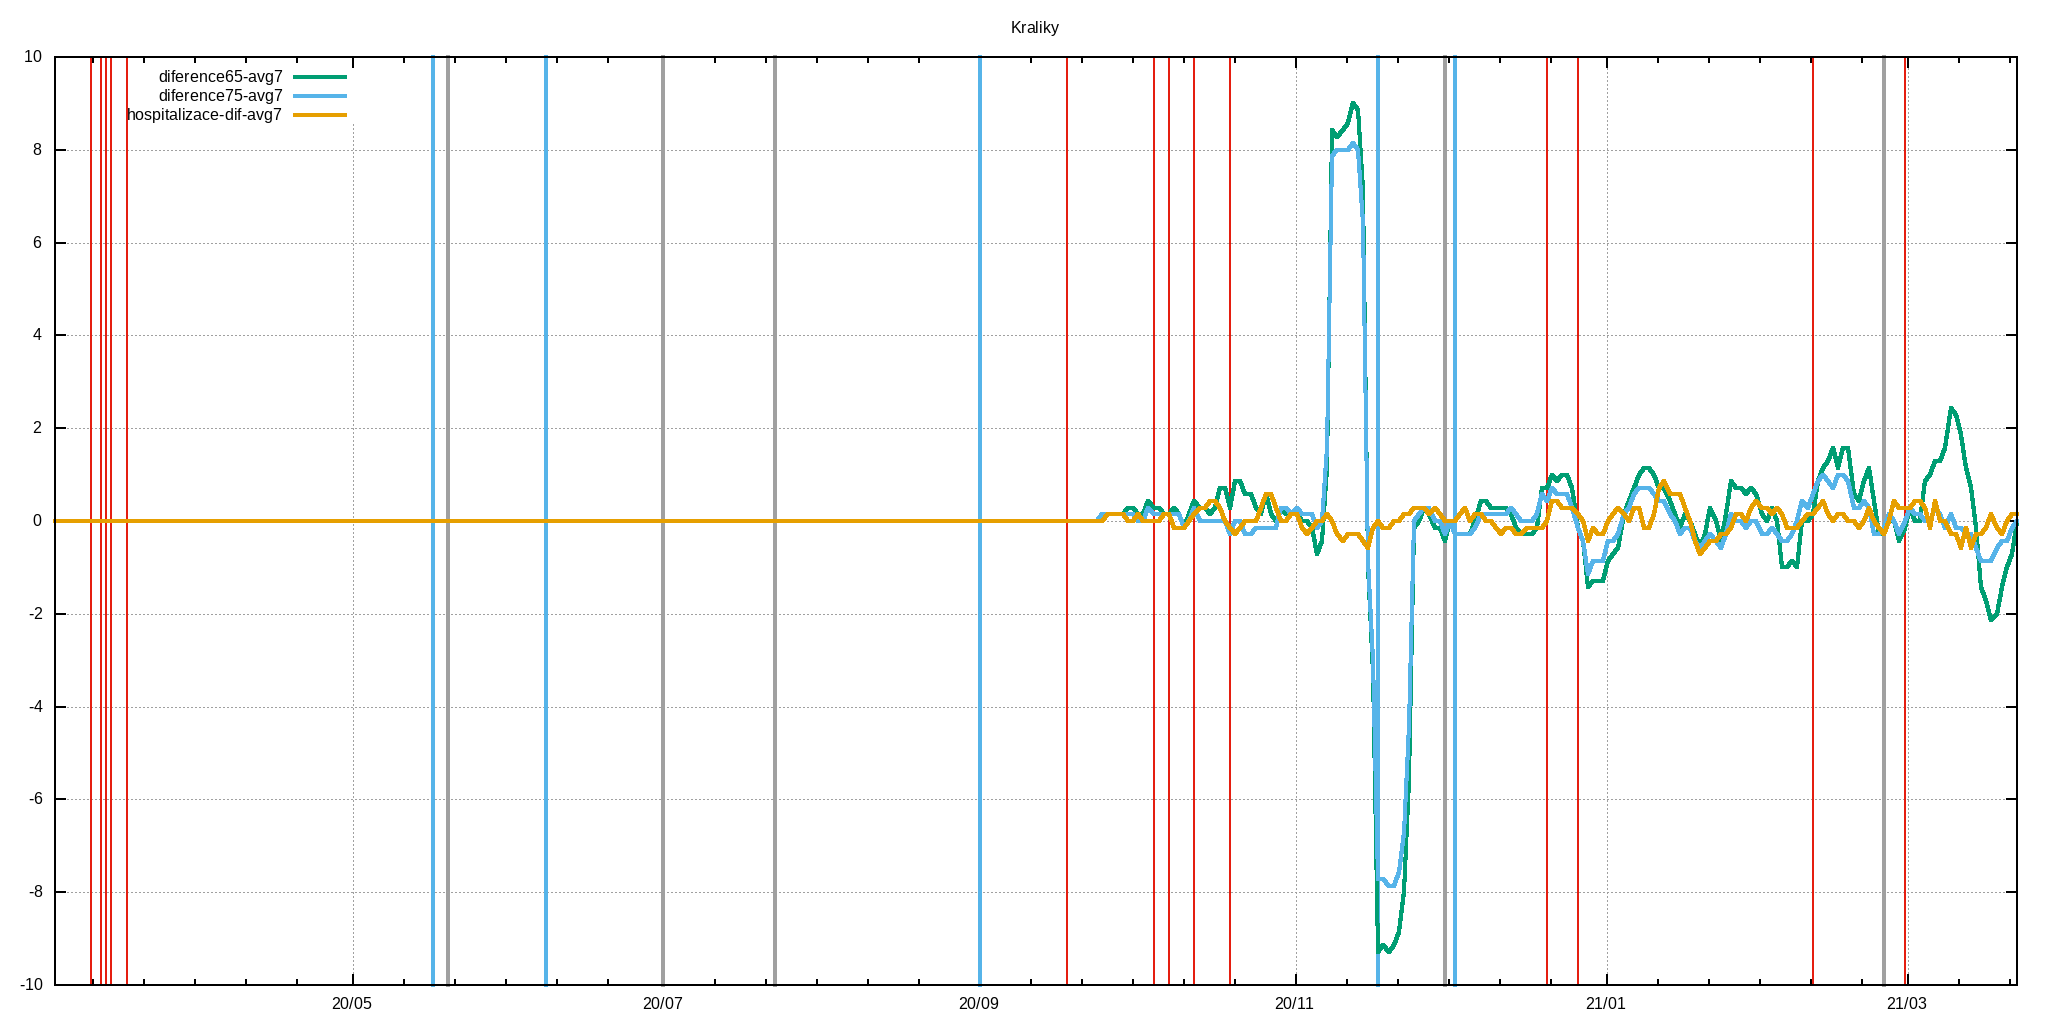 Kraliky
10
diference65-avg7
diference75-avg7
hospitalizace-dif-avg7
8
6
4
2
0
-2
-4
-6
-8
-10
20/05 20/07 20/09 20/11 21/01 21/03